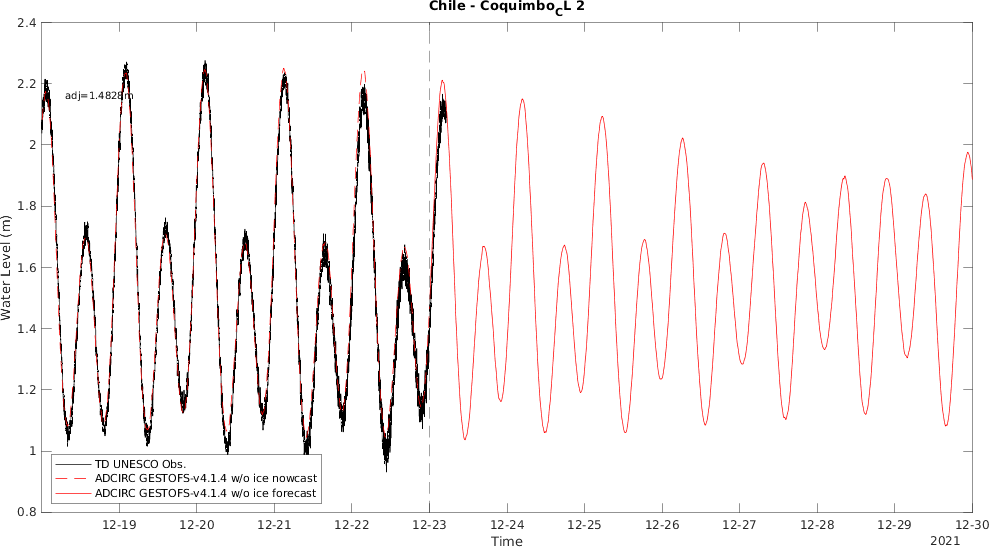 Chile - Coquimbo_CL 2
2.4
2.2
2
1.8
1.6
1.4
1.2
1
0.8
Water Level (m)
adj=1.4828m
TD UNESCO Obs.
ADCIRC GESTOFS-v4.1.4 w/o ice nowcast
ADCIRC GESTOFS-v4.1.4 w/o ice forecast
12-19 12-20 12-21 12-22 12-23 12-24 12-25 12-26 12-27 12-28 12-29 12-30
Time
2021